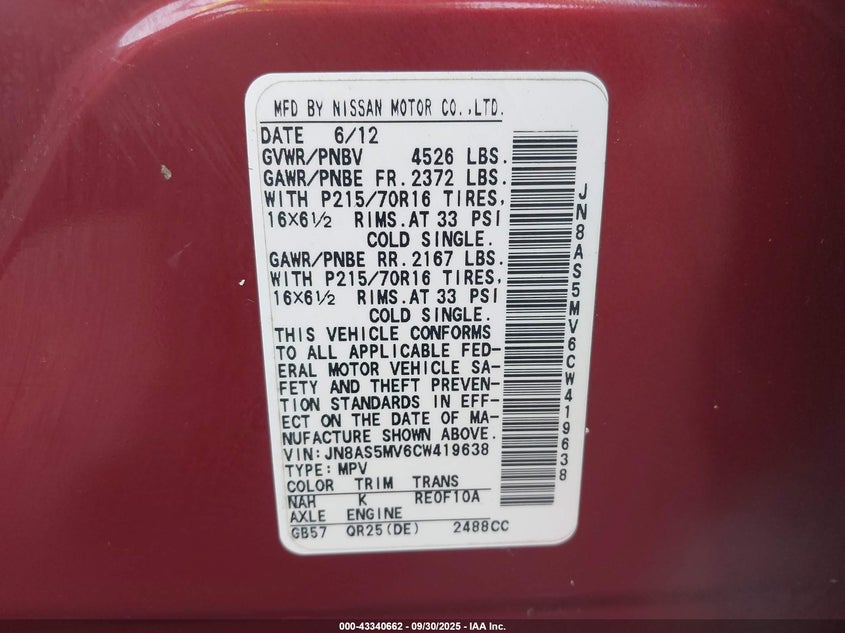 MFD BY NISSAN MOTOR CO.,LTD.
DATE 6/12
GVWR/PNBV 4526 LBS.
GAWR/PNBE FR. 2372 LBS.
WITH P215/70R16 TIRES,
16×6½ RIMS. AT 33 PSI
COLD SINGLE.
GAWR/PNBE RR. 2167 LBS.
WITH P215/70R16 TIRES,
16×6½ RIMS. AT 33 PSI
COLD SINGLE.
THIS VEHICLE CONFORMS
TO ALL APPLICABLE FED-
ERAL MOTOR VEHICLE SA-
FETY AND THEFT PREVEN-
TION STANDARDS IN EFF-
ECT ON THE DATE OF MA-
NUFACTURE SHOWN ABOVE.
VIN: JN8AS5MV6CW419638
TYPE: MPV
COLOR TRIM TRANS
NAH K RE0F10A
AXLE ENGINE
GB57 QR25(DE) 2488CC
JN8AS5MV6CW419638
000-43340662 - 09/30/2025 - IAA Inc.